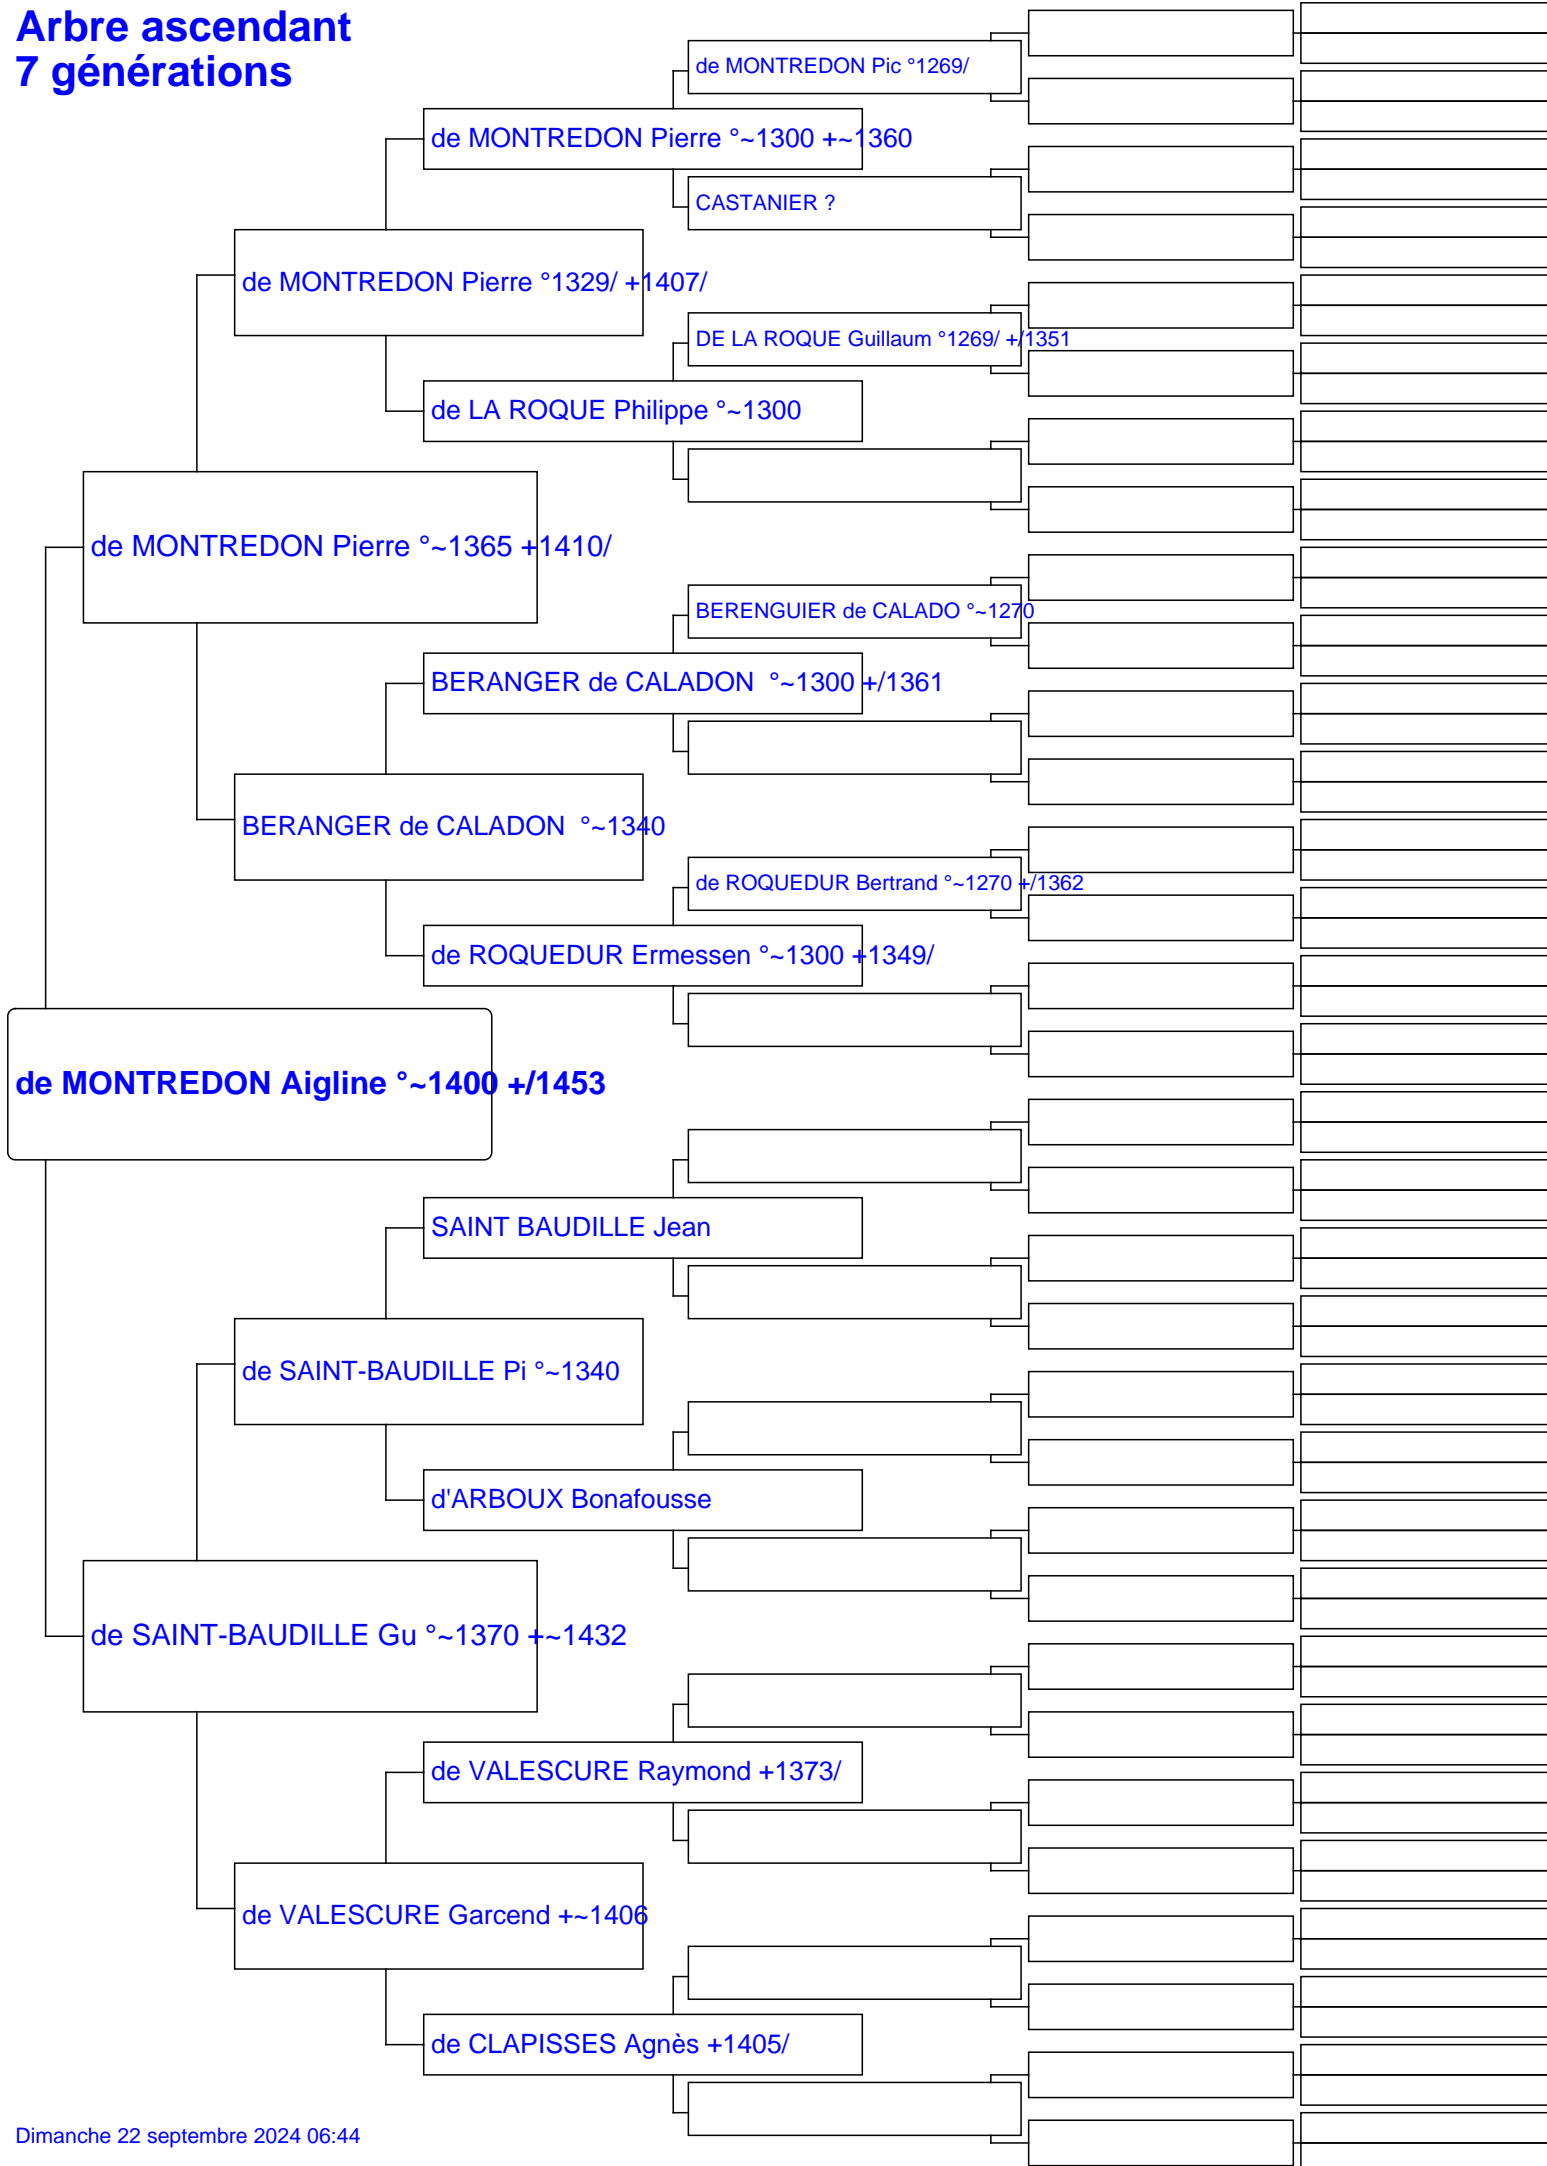 Arbre ascendant
7 générations
de MONTREDON Pic °1269/
de MONTREDON Pierre °~1300 +~1360
CASTANIER ?
de MONTREDON Pierre °1329/ +1407/
DE LA ROQUE Guillaum °1269/ +/1351
de LA ROQUE Philippe °~1300
de MONTREDON Pierre °~1365 +1410/
BERENGUIER de CALADO °~1270
BERANGER de CALADON  °~1300 +/1361
BERANGER de CALADON  °~1340
de ROQUEDUR Bertrand °~1270 +/1362
de ROQUEDUR Ermessen °~1300 +1349/
de MONTREDON Aigline °~1400 +/1453
SAINT BAUDILLE Jean
de SAINT-BAUDILLE Pi °~1340
d'ARBOUX Bonafousse
de SAINT-BAUDILLE Gu °~1370 +~1432
de VALESCURE Raymond +1373/
de VALESCURE Garcend +~1406
de CLAPISSES Agnès +1405/
Dimanche 22 septembre 2024 06:44